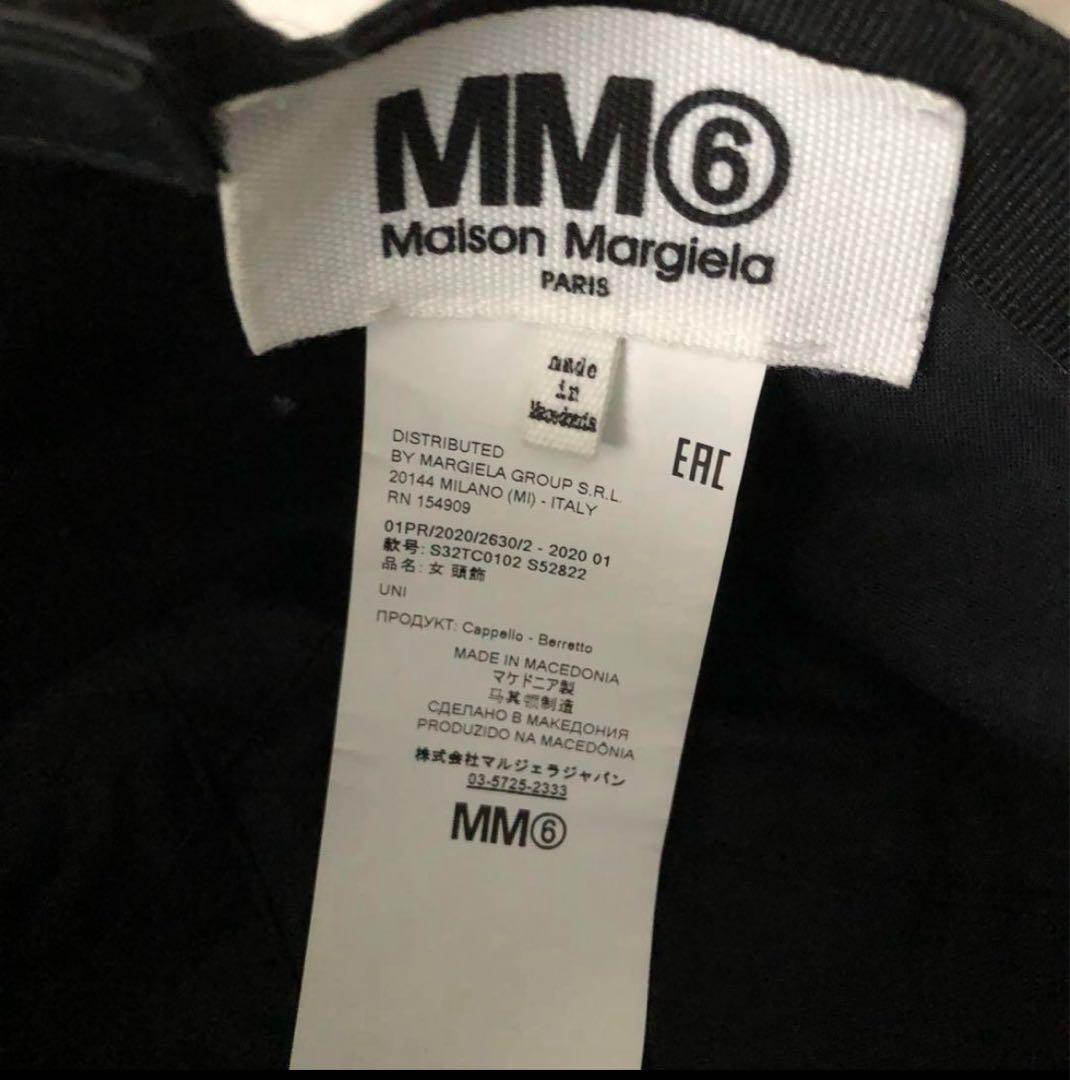 MM⑥
Maison Margiela
PARIS
made
in
Macedonia
DISTRIBUTED
BY MARGIELA GROUP S.R.L.
20144 MILANO (MI) - ITALY
RN 154909
EAC
01PR/2020/2630/2 - 2020 01
款号: S32TC0102 S52822
品名: 女 頭飾
UNI
ПРОДУКТ: Cappello - Berretto
MADE IN MACEDONIA
マケドニア製
马其顿制造
СДЕЛАНО В МАКЕДОНИЯ
PRODUZIDO NA MACEDÔNIA
株式会社マルジェラジャパン
03-5725-2333
MM⑥